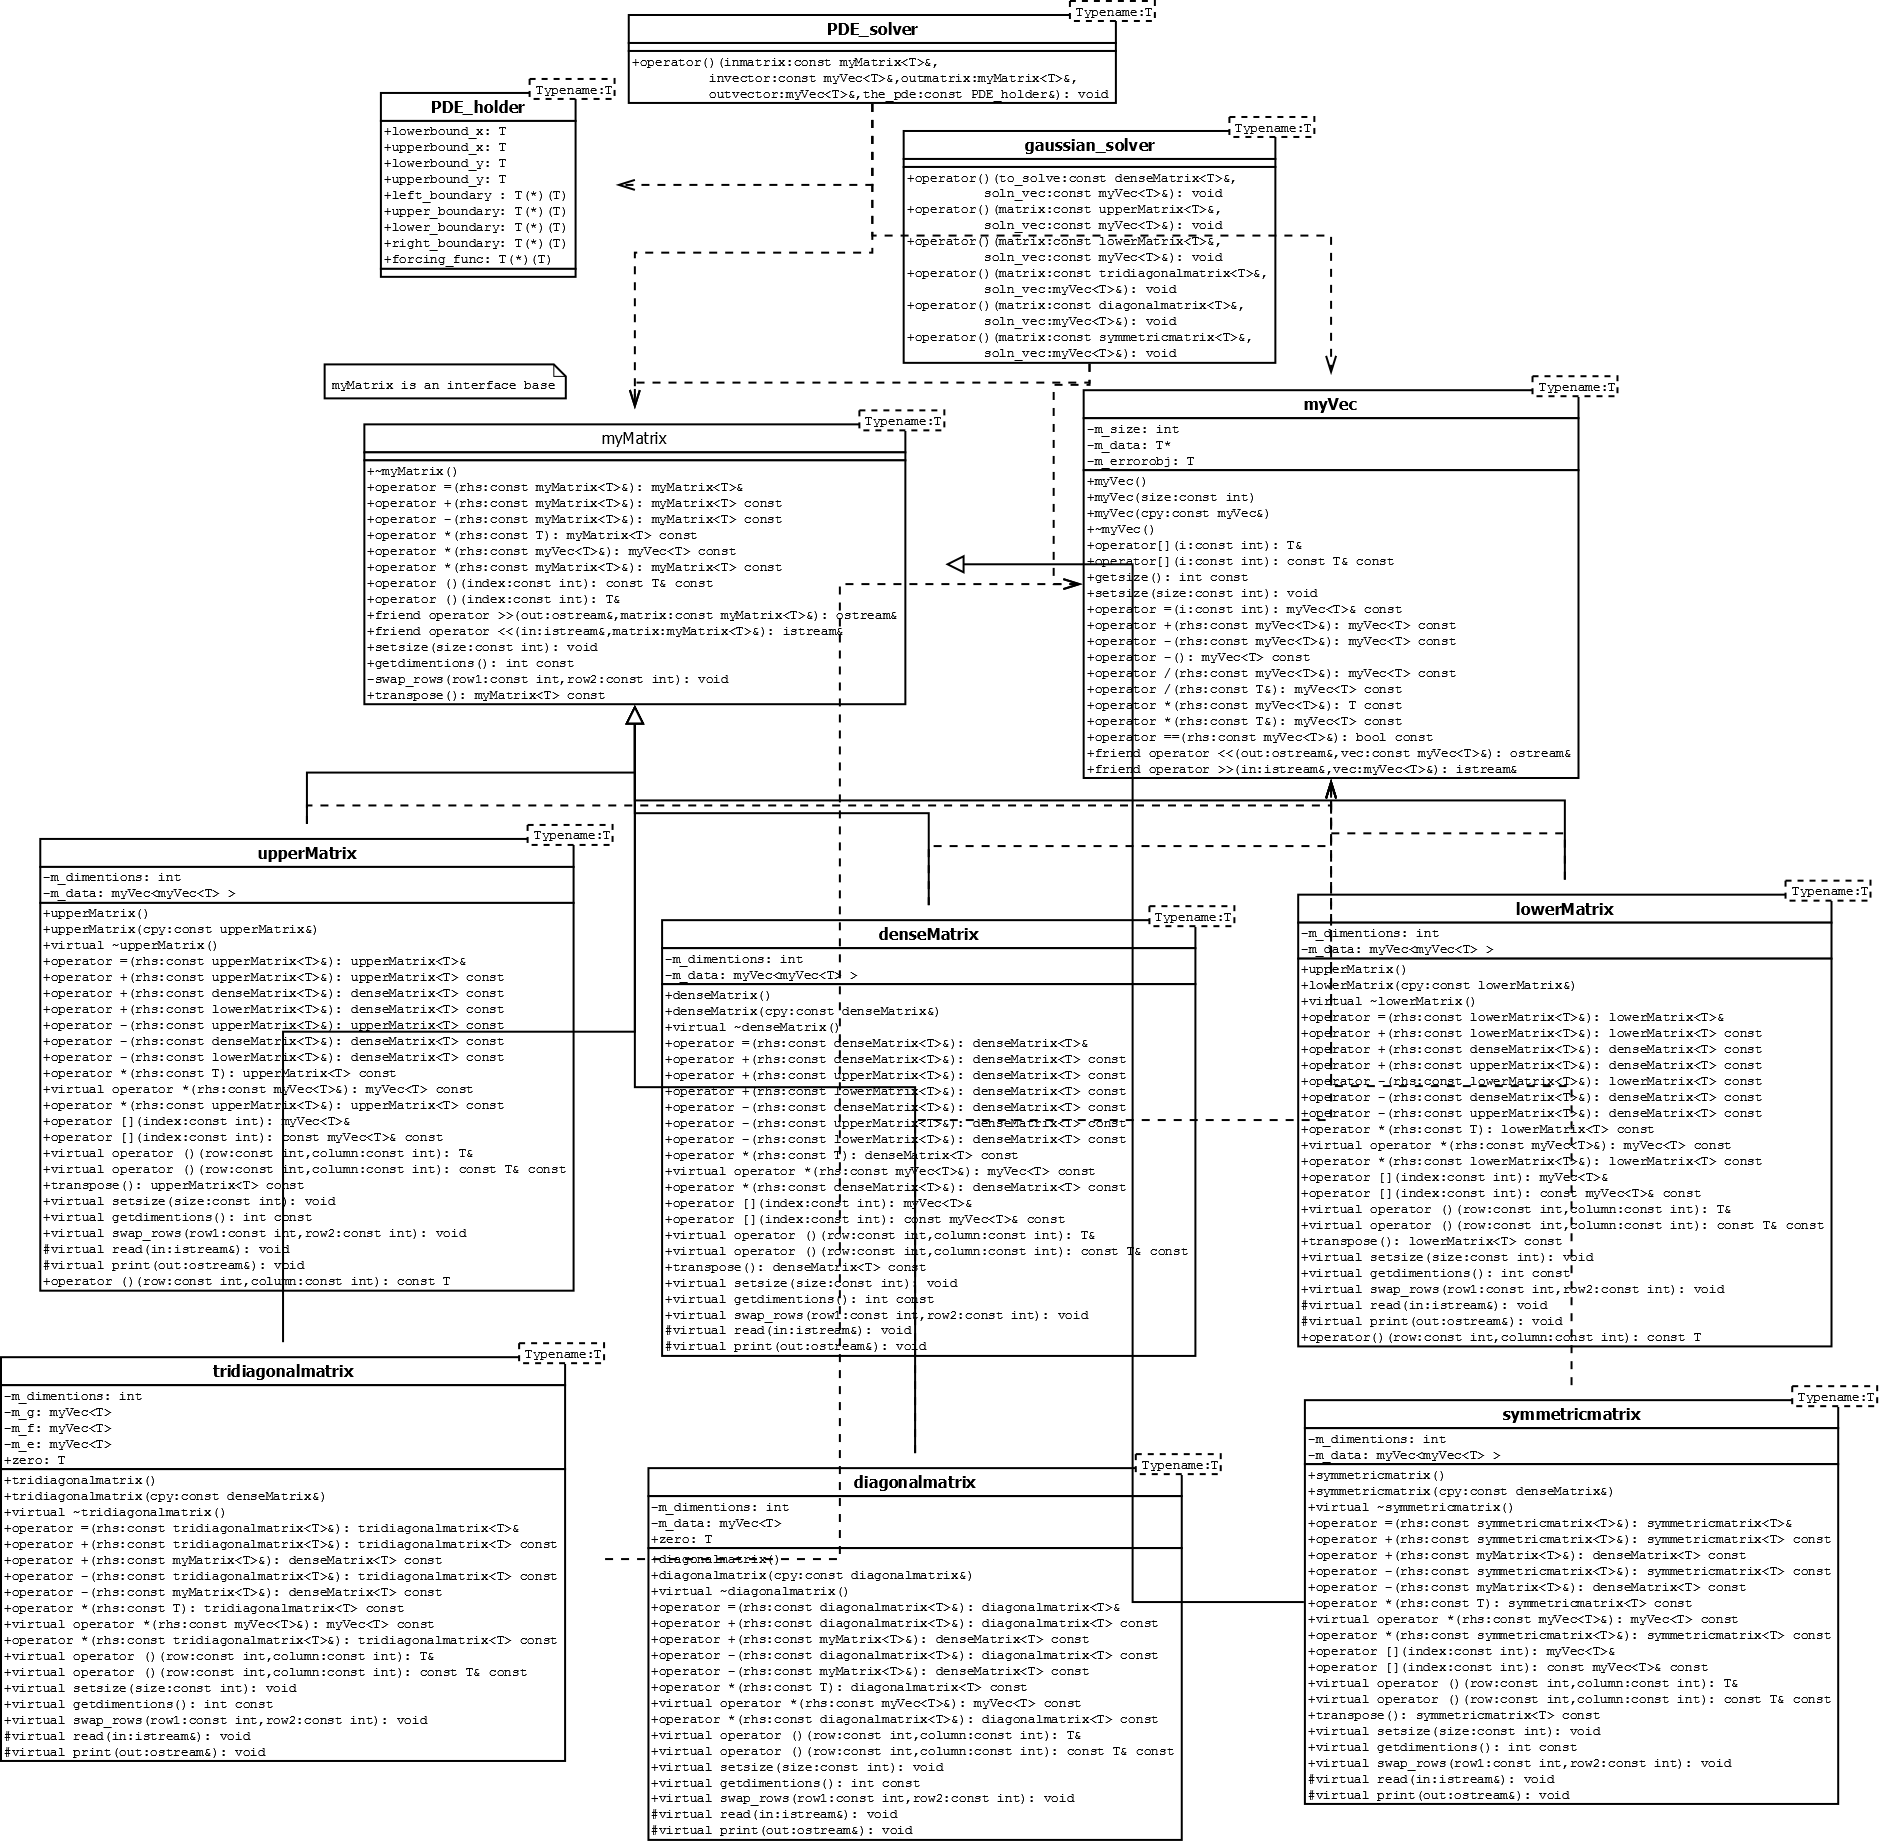 Typename:T
PDE_solver
+operator()(inmatrix:const myMatrix<T>&,
invector:const myVec<T>&,outmatrix:myMatrix<T>&,
outvector:myVec<T>&,the_pde:const PDE_holder&): void
Typename:T
PDE_holder
+lowerbound_x: T
+upperbound_x: T
+lowerbound_y: T
+upperbound_y: T
+left_boundary : T(*)(T)
+upper_boundary: T(*)(T)
+lower_boundary: T(*)(T)
+right_boundary: T(*)(T)
+forcing_func: T(*)(T)
Typename:T
gaussian_solver
+operator()(to_solve:const denseMatrix<T>&,
soln_vec:const myVec<T>&): void
+operator()(matrix:const upperMatrix<T>&,
soln_vec:const myVec<T>&): void
+operator()(matrix:const lowerMatrix<T>&,
soln_vec:const myVec<T>&): void
+operator()(matrix:const tridiagonalmatrix<T>&,
soln_vec:myVec<T>&): void
+operator()(matrix:const diagonalmatrix<T>&,
soln_vec:myVec<T>&): void
+operator()(matrix:const symmetricmatrix<T>&,
soln_vec:myVec<T>&): void
myMatrix is an interface base
Typename:T
myMatrix
+~myMatrix()
+operator =(rhs:const myMatrix<T>&): myMatrix<T>&
+operator +(rhs:const myMatrix<T>&): myMatrix<T> const
+operator -(rhs:const myMatrix<T>&): myMatrix<T> const
+operator *(rhs:const T): myMatrix<T> const
+operator *(rhs:const myVec<T>&): myVec<T> const
+operator *(rhs:const myMatrix<T>&): myMatrix<T> const
+operator ()(index:const int): const T& const
+operator ()(index:const int): T&
+friend operator >>(out:ostream&,matrix:const myMatrix<T>&): ostream&
+friend operator <<(in:istream&,matrix:myMatrix<T>&): istream&
+setsize(size:const int): void
+getdimentions(): int const
-swap_rows(row1:const int,row2:const int): void
+transpose(): myMatrix<T> const
Typename:T
myVec
-m_size: int
-m_data: T*
-m_errorobj: T
+myVec()
+myVec(size:const int)
+myVec(cpy:const myVec&)
+~myVec()
+operator[](i:const int): T&
+operator[](i:const int): const T& const
+getsize(): int const
+setsize(size:const int): void
+operator =(i:const int): myVec<T>& const
+operator +(rhs:const myVec<T>&): myVec<T> const
+operator -(rhs:const myVec<T>&): myVec<T> const
+operator -(): myVec<T> const
+operator /(rhs:const myVec<T>&): myVec<T> const
+operator /(rhs:const T&): myVec<T> const
+operator *(rhs:const myVec<T>&): T const
+operator *(rhs:const T&): myVec<T> const
+operator ==(rhs:const myVec<T>&): bool const
+friend operator <<(out:ostream&,vec:const myVec<T>&): ostream&
+friend operator >>(in:istream&,vec:myVec<T>&): istream&
Typename:T
upperMatrix
-m_dimentions: int
-m_data: myVec<myVec<T> >
+upperMatrix()
+upperMatrix(cpy:const upperMatrix&)
+virtual ~upperMatrix()
+operator =(rhs:const upperMatrix<T>&): upperMatrix<T>&
+operator +(rhs:const upperMatrix<T>&): upperMatrix<T> const
+operator +(rhs:const denseMatrix<T>&): denseMatrix<T> const
+operator +(rhs:const lowerMatrix<T>&): denseMatrix<T> const
+operator -(rhs:const upperMatrix<T>&): upperMatrix<T> const
+operator -(rhs:const denseMatrix<T>&): denseMatrix<T> const
+operator -(rhs:const lowerMatrix<T>&): denseMatrix<T> const
+operator *(rhs:const T): upperMatrix<T> const
+virtual operator *(rhs:const myVec<T>&): myVec<T> const
+operator *(rhs:const upperMatrix<T>&): upperMatrix<T> const
+operator [](index:const int): myVec<T>&
+operator [](index:const int): const myVec<T>& const
+virtual operator ()(row:const int,column:const int): T&
+virtual operator ()(row:const int,column:const int): const T& const
+transpose(): upperMatrix<T> const
+virtual setsize(size:const int): void
+virtual getdimentions(): int const
+virtual swap_rows(row1:const int,row2:const int): void
#virtual read(in:istream&): void
#virtual print(out:ostream&): void
+operator ()(row:const int,column:const int): const T
Typename:T
denseMatrix
-m_dimentions: int
-m_data: myVec<myVec<T> >
+denseMatrix()
+denseMatrix(cpy:const denseMatrix&)
+virtual ~denseMatrix()
+operator =(rhs:const denseMatrix<T>&): denseMatrix<T>&
+operator +(rhs:const denseMatrix<T>&): denseMatrix<T> const
+operator +(rhs:const upperMatrix<T>&): denseMatrix<T> const
+operator +(rhs:const lowerMatrix<T>&): denseMatrix<T> const
+operator -(rhs:const denseMatrix<T>&): denseMatrix<T> const
+operator -(rhs:const upperMatrix<T>&): denseMatrix<T> const
+operator -(rhs:const lowerMatrix<T>&): denseMatrix<T> const
+operator *(rhs:const T): denseMatrix<T> const
+virtual operator *(rhs:const myVec<T>&): myVec<T> const
+operator *(rhs:const denseMatrix<T>&): denseMatrix<T> const
+operator [](index:const int): myVec<T>&
+operator [](index:const int): const myVec<T>& const
+virtual operator ()(row:const int,column:const int): T&
+virtual operator ()(row:const int,column:const int): const T& const
+transpose(): denseMatrix<T> const
+virtual setsize(size:const int): void
+virtual getdimentions(): int const
+virtual swap_rows(row1:const int,row2:const int): void
#virtual read(in:istream&): void
#virtual print(out:ostream&): void
Typename:T
lowerMatrix
-m_dimentions: int
-m_data: myVec<myVec<T> >
+upperMatrix()
+lowerMatrix(cpy:const lowerMatrix&)
+virtual ~lowerMatrix()
+operator =(rhs:const lowerMatrix<T>&): lowerMatrix<T>&
+operator +(rhs:const lowerMatrix<T>&): lowerMatrix<T> const
+operator +(rhs:const denseMatrix<T>&): denseMatrix<T> const
+operator +(rhs:const upperMatrix<T>&): denseMatrix<T> const
+operator -(rhs:const lowerMatrix<T>&): lowerMatrix<T> const
+operator -(rhs:const denseMatrix<T>&): denseMatrix<T> const
+operator -(rhs:const upperMatrix<T>&): denseMatrix<T> const
+operator *(rhs:const T): lowerMatrix<T> const
+virtual operator *(rhs:const myVec<T>&): myVec<T> const
+operator *(rhs:const lowerMatrix<T>&): lowerMatrix<T> const
+operator [](index:const int): myVec<T>&
+operator [](index:const int): const myVec<T>& const
+virtual operator ()(row:const int,column:const int): T&
+virtual operator ()(row:const int,column:const int): const T& const
+transpose(): lowerMatrix<T> const
+virtual setsize(size:const int): void
+virtual getdimentions(): int const
+virtual swap_rows(row1:const int,row2:const int): void
#virtual read(in:istream&): void
#virtual print(out:ostream&): void
+operator()(row:const int,column:const int): const T
Typename:T
tridiagonalmatrix
-m_dimentions: int
-m_g: myVec<T>
-m_f: myVec<T>
-m_e: myVec<T>
+zero: T
+tridiagonalmatrix()
+tridiagonalmatrix(cpy:const denseMatrix&)
+virtual ~tridiagonalmatrix()
+operator =(rhs:const tridiagonalmatrix<T>&): tridiagonalmatrix<T>&
+operator +(rhs:const tridiagonalmatrix<T>&): tridiagonalmatrix<T> const
+operator +(rhs:const myMatrix<T>&): denseMatrix<T> const
+operator -(rhs:const tridiagonalmatrix<T>&): tridiagonalmatrix<T> const
+operator -(rhs:const myMatrix<T>&): denseMatrix<T> const
+operator *(rhs:const T): tridiagonalmatrix<T> const
+virtual operator *(rhs:const myVec<T>&): myVec<T> const
+operator *(rhs:const tridiagonalmatrix<T>&): tridiagonalmatrix<T> const
+virtual operator ()(row:const int,column:const int): T&
+virtual operator ()(row:const int,column:const int): const T& const
+virtual setsize(size:const int): void
+virtual getdimentions(): int const
+virtual swap_rows(row1:const int,row2:const int): void
#virtual read(in:istream&): void
#virtual print(out:ostream&): void
Typename:T
diagonalmatrix
-m_dimentions: int
-m_data: myVec<T>
+zero: T
+diagonalmatrix()
+diagonalmatrix(cpy:const diagonalmatrix&)
+virtual ~diagonalmatrix()
+operator =(rhs:const diagonalmatrix<T>&): diagonalmatrix<T>&
+operator +(rhs:const diagonalmatrix<T>&): diagonalmatrix<T> const
+operator +(rhs:const myMatrix<T>&): denseMatrix<T> const
+operator -(rhs:const diagonalmatrix<T>&): diagonalmatrix<T> const
+operator -(rhs:const myMatrix<T>&): denseMatrix<T> const
+operator *(rhs:const T): diagonalmatrix<T> const
+virtual operator *(rhs:const myVec<T>&): myVec<T> const
+operator *(rhs:const diagonalmatrix<T>&): diagonalmatrix<T> const
+virtual operator ()(row:const int,column:const int): T&
+virtual operator ()(row:const int,column:const int): const T& const
+virtual setsize(size:const int): void
+virtual getdimentions(): int const
+virtual swap_rows(row1:const int,row2:const int): void
#virtual read(in:istream&): void
#virtual print(out:ostream&): void
Typename:T
symmetricmatrix
-m_dimentions: int
-m_data: myVec<myVec<T> >
+symmetricmatrix()
+symmetricmatrix(cpy:const denseMatrix&)
+virtual ~symmetricmatrix()
+operator =(rhs:const symmetricmatrix<T>&): symmetricmatrix<T>&
+operator +(rhs:const symmetricmatrix<T>&): symmetricmatrix<T> const
+operator +(rhs:const myMatrix<T>&): denseMatrix<T> const
+operator -(rhs:const symmetricmatrix<T>&): symmetricmatrix<T> const
+operator -(rhs:const myMatrix<T>&): denseMatrix<T> const
+operator *(rhs:const T): symmetricmatrix<T> const
+virtual operator *(rhs:const myVec<T>&): myVec<T> const
+operator *(rhs:const symmetricmatrix<T>&): symmetricmatrix<T> const
+operator [](index:const int): myVec<T>&
+operator [](index:const int): const myVec<T>& const
+virtual operator ()(row:const int,column:const int): T&
+virtual operator ()(row:const int,column:const int): const T& const
+transpose(): symmetricmatrix<T> const
+virtual setsize(size:const int): void
+virtual getdimentions(): int const
+virtual swap_rows(row1:const int,row2:const int): void
#virtual read(in:istream&): void
#virtual print(out:ostream&): void